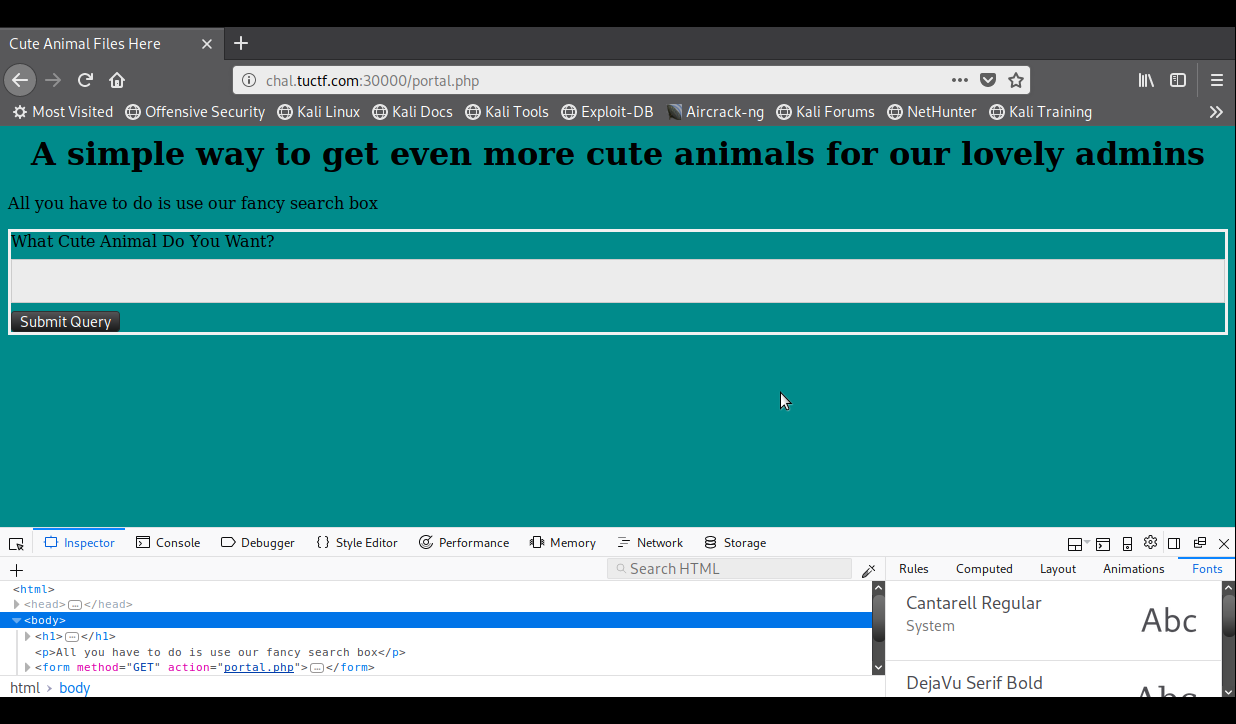 Cute Animal Files Here
chal.tuctf.com:30000/portal.php
Most Visited Offensive Security Kali Linux Kali Docs Kali Tools Exploit-DB Aircrack-ng Kali Forums NetHunter Kali Training
A simple way to get even more cute animals for our lovely admins
All you have to do is use our fancy search box
What Cute Animal Do You Want?
Submit Query
Inspector Console Debugger Style Editor Performance Memory Network Storage
Search HTML
Rules Computed Layout Animations Fonts
<html>
<head></head>
<body>
<h1></h1>
<p>All you have to do is use our fancy search box</p>
<form method="GET" action="portal.php"></form>
html › body
Cantarell Regular
System
Abc
DejaVu Serif Bold
Abc